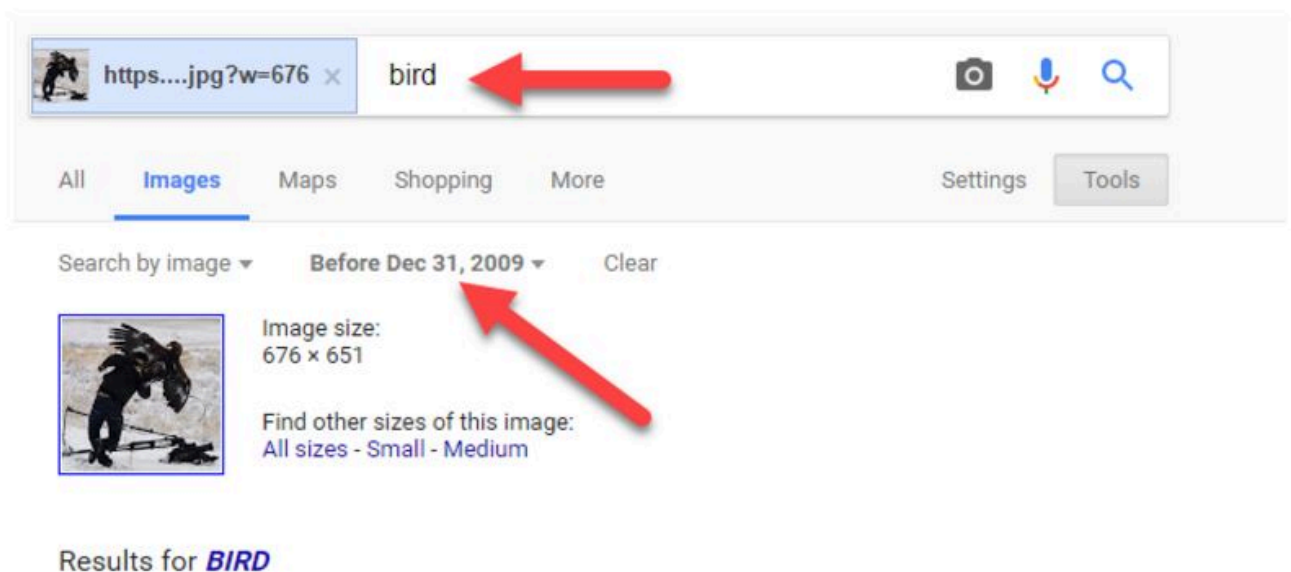 https....jpg?w=676 × bird
All Images Maps Shopping More Settings Tools
Search by image Before Dec 31, 2009 Clear
Image size:
676 × 651
Find other sizes of this image:
All sizes - Small - Medium
Results for BIRD